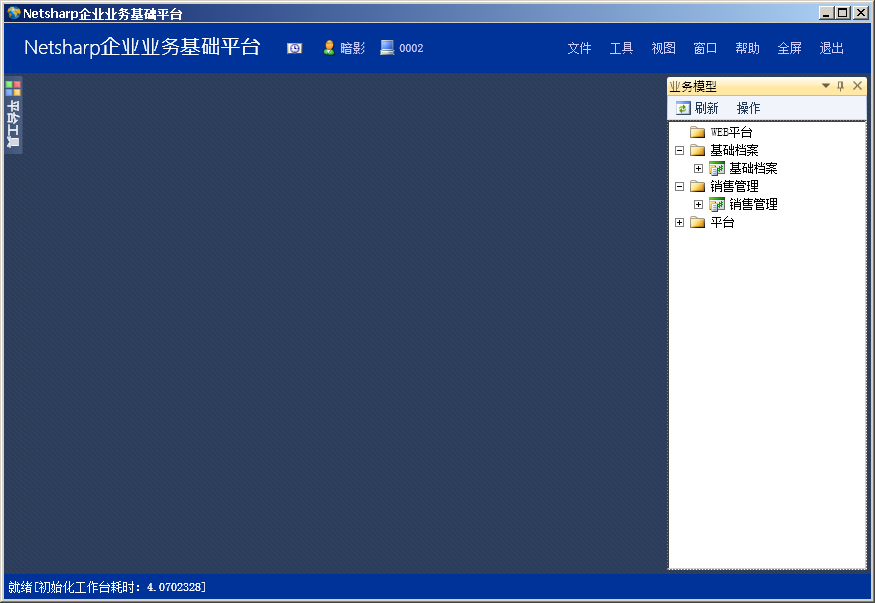 Netsharp企业业务基础平台
Netsharp企业业务基础平台 暗影 0002 文件 工具 视图 窗口 帮助 全屏 退出
平台工具
业务模型
刷新 操作
WEB平台
基础档案
基础档案
销售管理
销售管理
平台
就绪[初始化工作台耗时: 4.0702328]